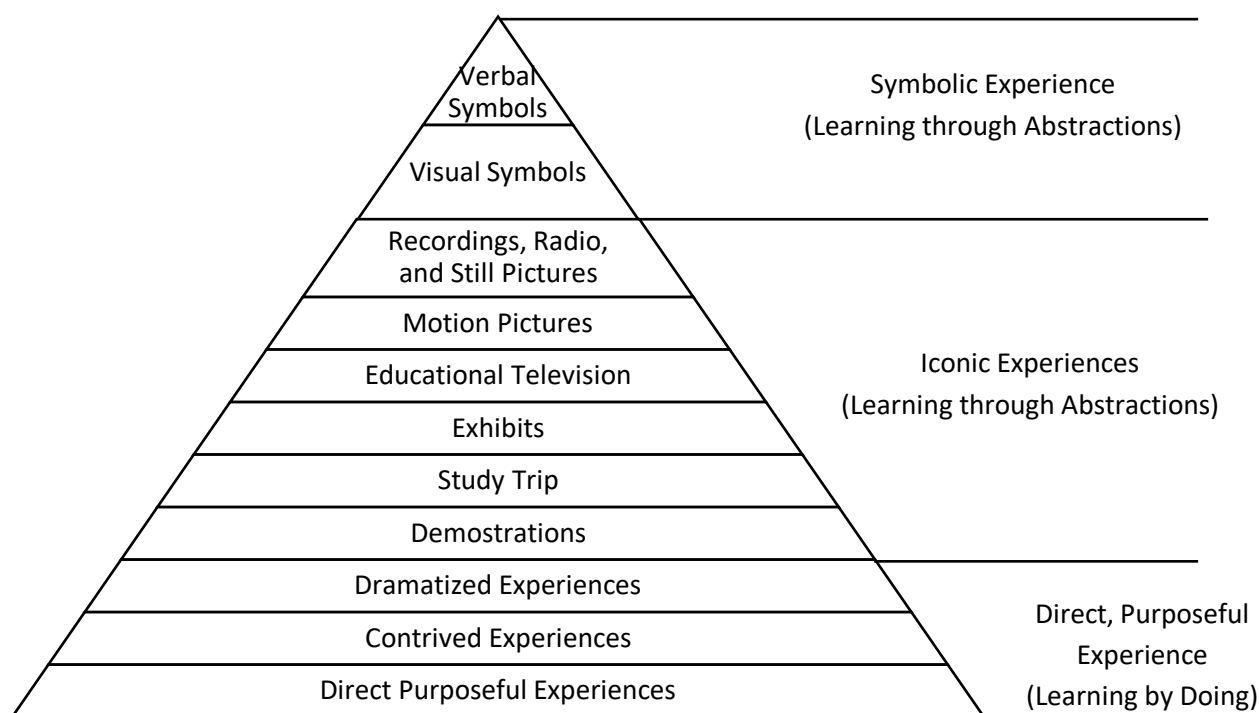 Verbal
Symbols
Visual Symbols
Recordings, Radio,
and Still Pictures
Motion Pictures
Educational Television
Exhibits
Study Trip
Demostrations
Dramatized Experiences
Contrived Experiences
Direct Purposeful Experiences
Symbolic Experience
(Learning through Abstractions)
Iconic Experiences
(Learning through Abstractions)
Direct, Purposeful
Experience
(Learning by Doing)